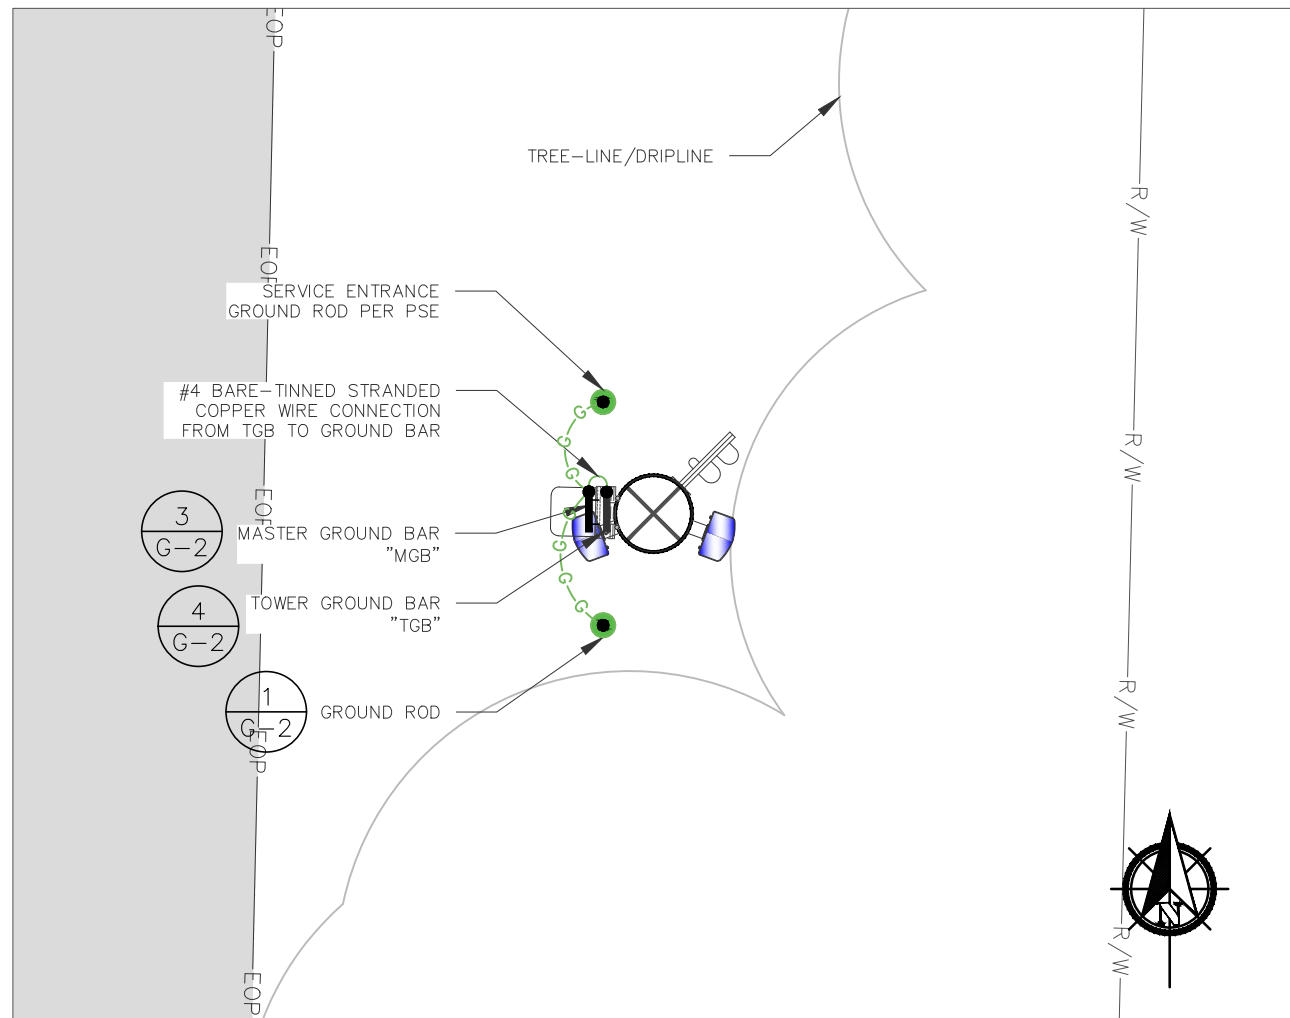 EOP
TREE-LINE/DRIPLINE
R/W
EOP
SERVICE ENTRANCE
GROUND ROD PER PSE
#4 BARE-TINNED STRANDED
COPPER WIRE CONNECTION
FROM TGB TO GROUND BAR
G
G
G
R/W
EOP
3
G-2
MASTER GROUND BAR
"MGB"
G
G
G
G
4
G-2
TOWER GROUND BAR
"TGB"
R/W
1
G-2
GROUND ROD
EOP
N
R/W
EOP